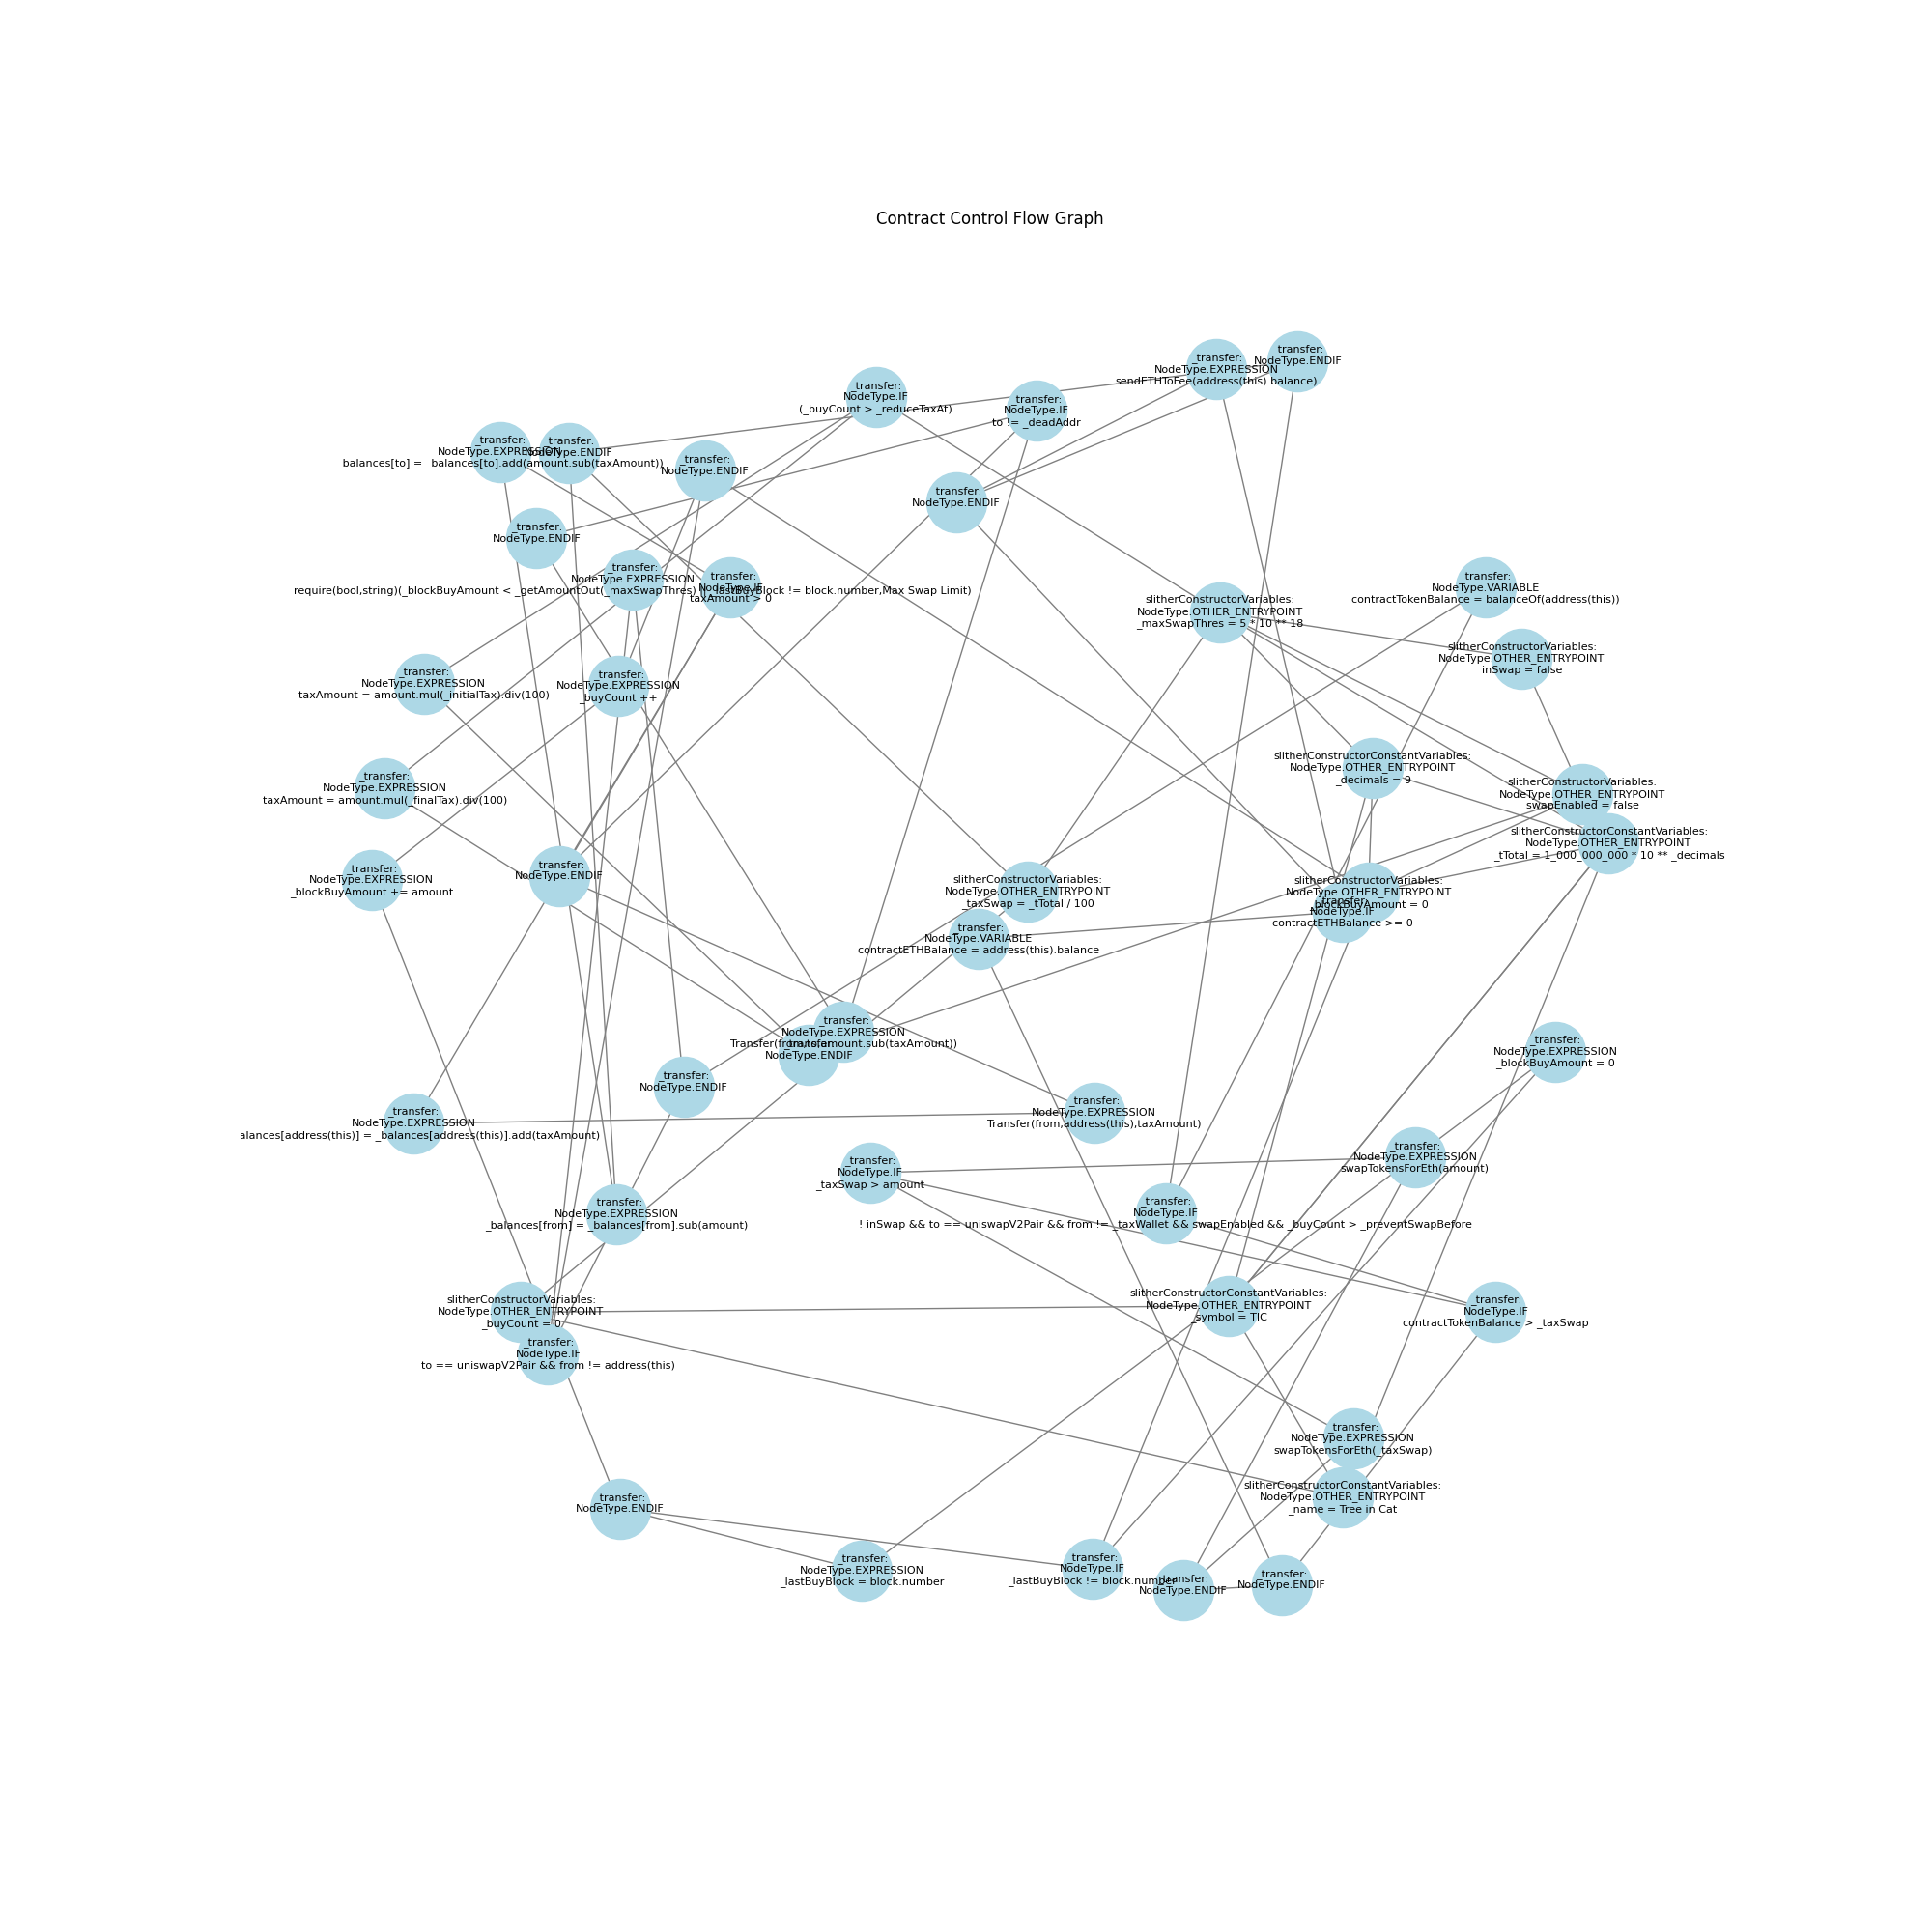 Contract Control Flow Graph
_transfer:
NodeType.ENDIF
_transfer:
NodeType.EXPRESSION
sendETHToFee(address(this).balance)
_transfer:
NodeType.IF
(_buyCount > _reduceTaxAt)
_transfer:
NodeType.IF
to != _deadAddr
_transfer:
NodeType.EXPRESSION
_balances[to] = _balances[to].add(amount.sub(taxAmount))
_transfer:
NodeType.ENDIF
_transfer:
NodeType.ENDIF
_transfer:
NodeType.ENDIF
_transfer:
NodeType.ENDIF
_transfer:
NodeType.EXPRESSION
require(bool,string)(_blockBuyAmount < _getAmountOut(_maxSwapThres) || _lastBuyBlock != block.number,Max Swap Limit)
_transfer:
NodeType.IF
taxAmount > 0
slitherConstructorVariables:
NodeType.OTHER_ENTRYPOINT
_maxSwapThres = 5 * 10 ** 18
_transfer:
NodeType.VARIABLE
contractTokenBalance = balanceOf(address(this))
slitherConstructorVariables:
NodeType.OTHER_ENTRYPOINT
inSwap = false
_transfer:
NodeType.EXPRESSION
taxAmount = amount.mul(_initialTax).div(100)
_transfer:
NodeType.EXPRESSION
_buyCount ++
_transfer:
NodeType.EXPRESSION
taxAmount = amount.mul(_finalTax).div(100)
slitherConstructorConstantVariables:
NodeType.OTHER_ENTRYPOINT
_decimals = 9
slitherConstructorVariables:
NodeType.OTHER_ENTRYPOINT
swapEnabled = false
slitherConstructorConstantVariables:
NodeType.OTHER_ENTRYPOINT
_tTotal = 1_000_000_000 * 10 ** _decimals
_transfer:
NodeType.EXPRESSION
_blockBuyAmount += amount
_transfer:
NodeType.ENDIF
slitherConstructorVariables:
NodeType.OTHER_ENTRYPOINT
_taxSwap = _tTotal / 100
slitherConstructorVariables:
NodeType.OTHER_ENTRYPOINT
_blockBuyAmount = 0
_transfer:
NodeType.IF
contractETHBalance >= 0
_transfer:
NodeType.VARIABLE
contractETHBalance = address(this).balance
_transfer:
NodeType.EXPRESSION
Transfer(from,to,amount.sub(taxAmount))
_transfer:
NodeType.ENDIF
_transfer:
NodeType.EXPRESSION
_blockBuyAmount = 0
_transfer:
NodeType.ENDIF
_transfer:
NodeType.EXPRESSION
alances[address(this)] = _balances[address(this)].add(taxAmount)
_transfer:
NodeType.EXPRESSION
Transfer(from,address(this),taxAmount)
_transfer:
NodeType.IF
_taxSwap > amount
_transfer:
NodeType.EXPRESSION
swapTokensForEth(amount)
_transfer:
NodeType.EXPRESSION
_balances[from] = _balances[from].sub(amount)
_transfer:
NodeType.IF
! inSwap && to == uniswapV2Pair && from != _taxWallet && swapEnabled && _buyCount > _preventSwapBefore
slitherConstructorVariables:
NodeType.OTHER_ENTRYPOINT
_buyCount = 0
slitherConstructorConstantVariables:
NodeType.OTHER_ENTRYPOINT
_symbol = TIC
_transfer:
NodeType.IF
contractTokenBalance > _taxSwap
_transfer:
NodeType.IF
to == uniswapV2Pair && from != address(this)
_transfer:
NodeType.EXPRESSION
swapTokensForEth(_taxSwap)
slitherConstructorConstantVariables:
NodeType.OTHER_ENTRYPOINT
_name = Tree in Cat
_transfer:
NodeType.ENDIF
_transfer:
NodeType.EXPRESSION
_lastBuyBlock = block.number
_transfer:
NodeType.IF
_lastBuyBlock != block.number
_transfer:
NodeType.ENDIF
_transfer:
NodeType.ENDIF